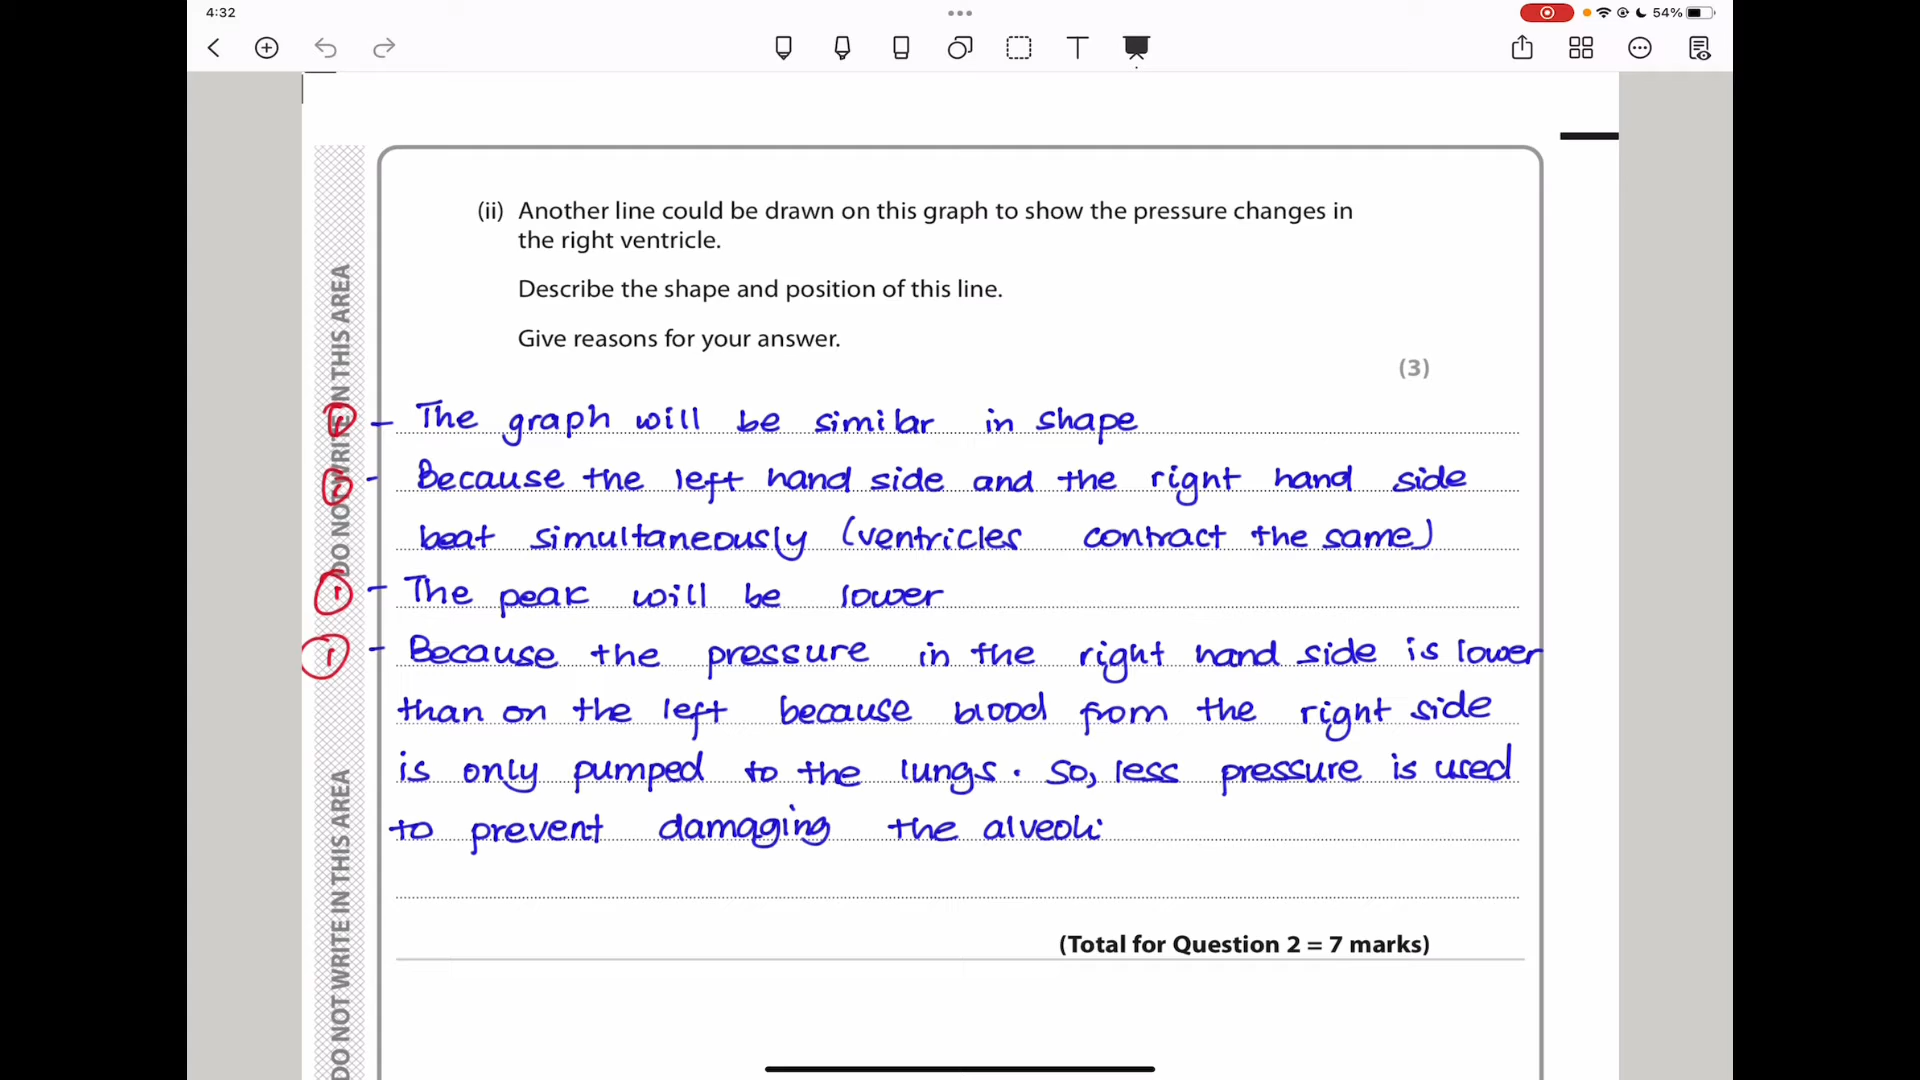 4:32
54%
(ii) Another line could be drawn on this graph to show the pressure changes in
the right ventricle.
Describe the shape and position of this line.
Give reasons for your answer.
(3)
1 - The graph will be similar in shape
1 - Because the left hand side and the right hand side
beat simultaneously (ventricles contract the same)
1 - The peak will be lower
1 - Because the pressure in the right hand side is lower
than on the left because blood from the right side
is only pumped to the lungs. So, less pressure is used
to prevent damaging the alveoli
(Total for Question 2 = 7 marks)
DO NOT WRITE IN THIS AREA
DO NOT WRITE IN THIS AREA